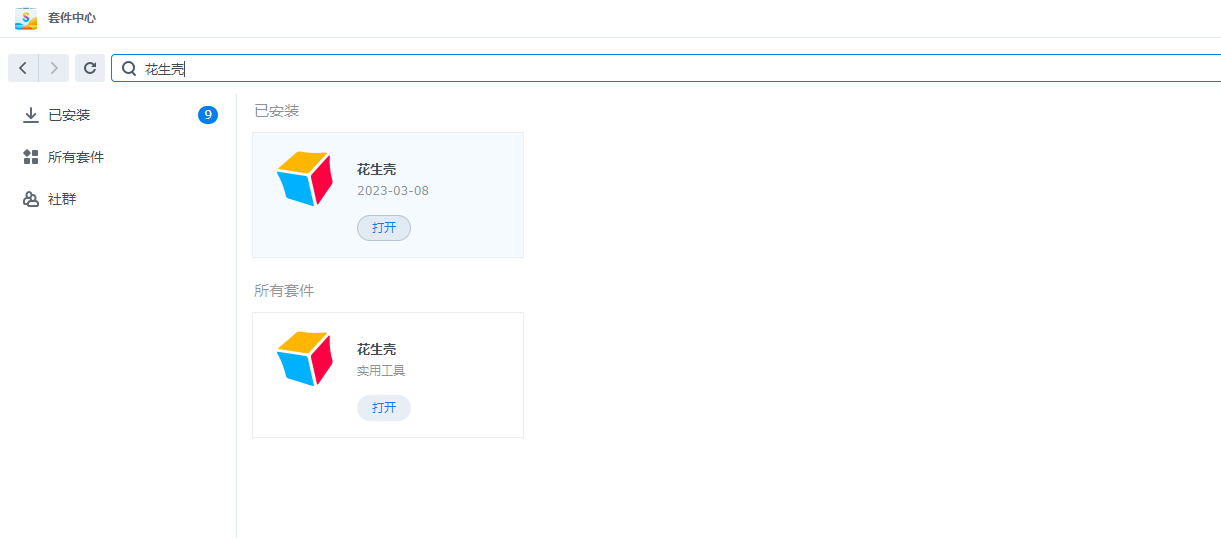 套件中心
花生壳
已安装 9
所有套件
社群
已安装
花生壳
2023-03-08
打开
所有套件
花生壳
实用工具
打开